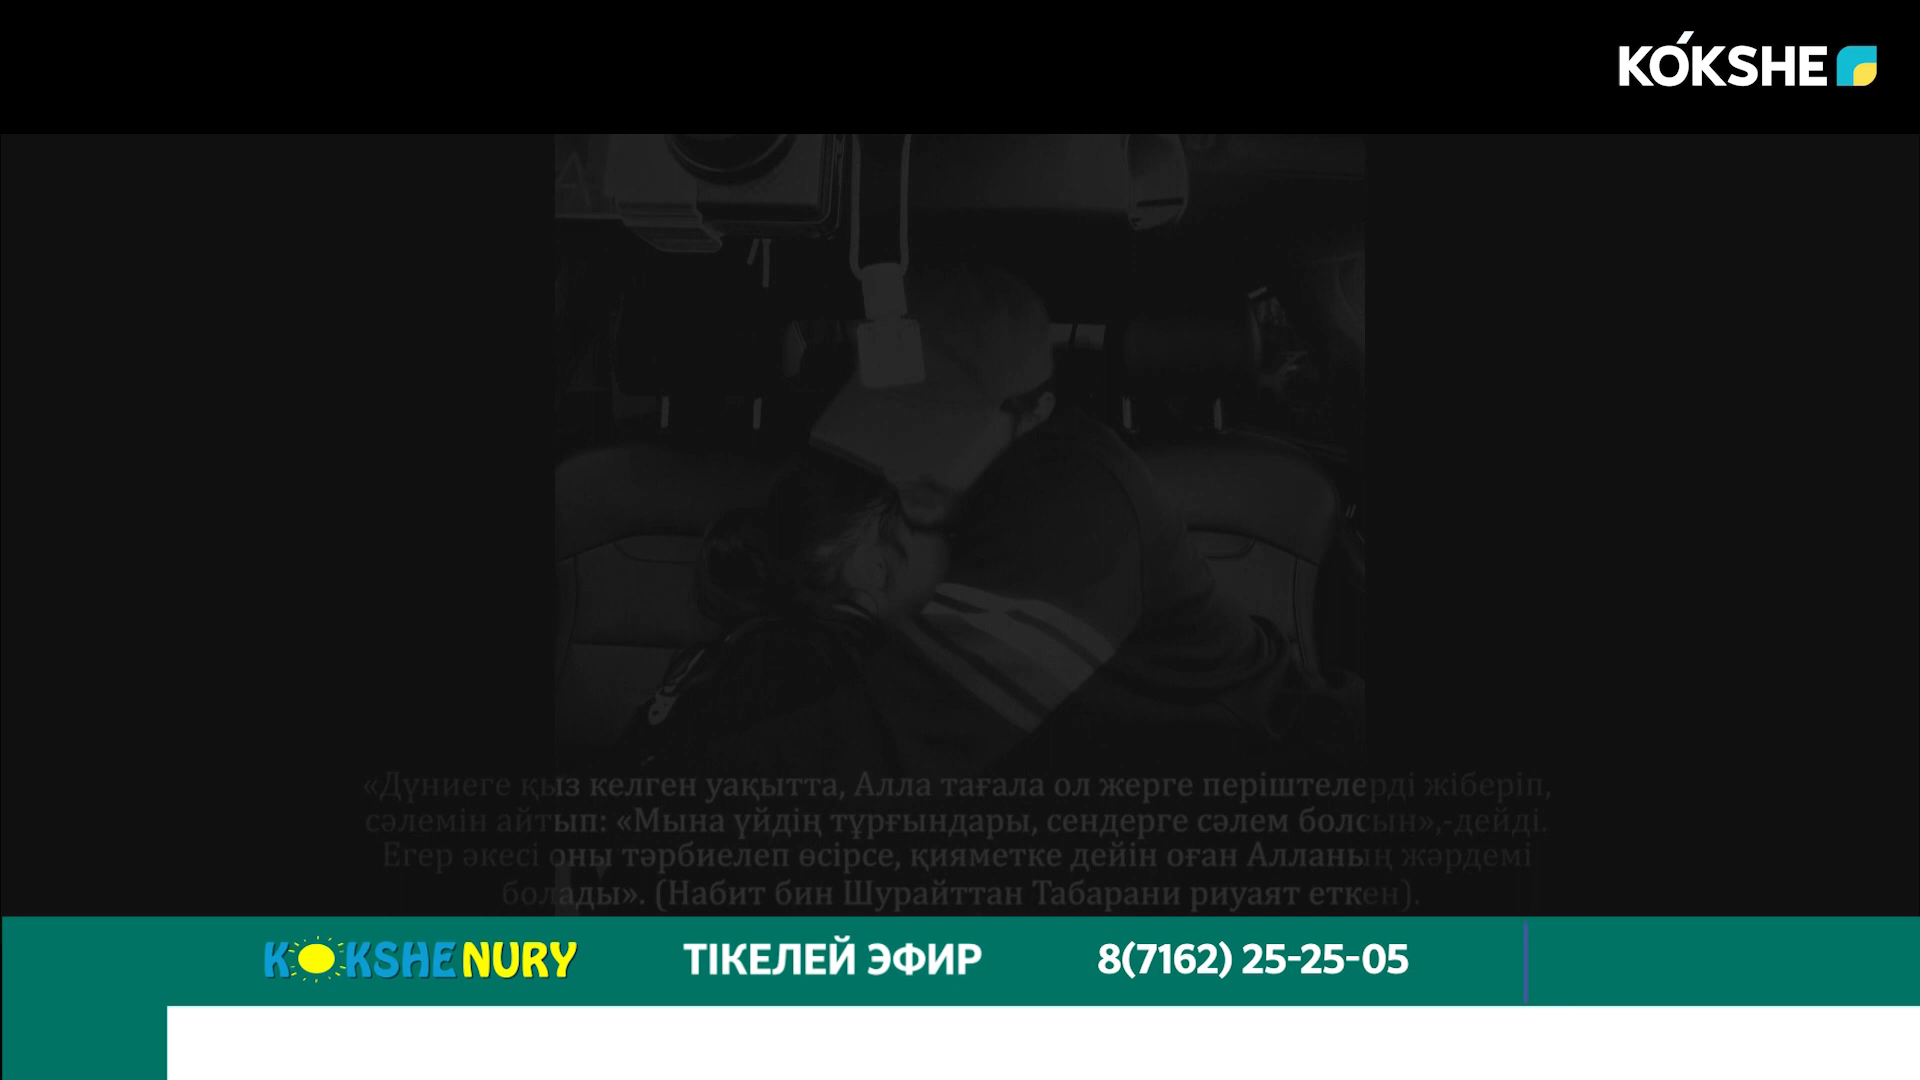 KÓKSHE
«Дүниеге қыз келген уақытта, Алла тағала ол жерге періштелерді жіберіп,
сәлемін айтып: «Мына үйдің тұрғындары, сендерге сәлем болсын»,-дейді.
Егер әкесі оны тәрбиелеп өсірсе, қияметке дейін оған Алланың жәрдемі
болады». (Набит бин Шурайттан Табарани риуаят еткен).
KOKSHE NURY ТІКЕЛЕЙ ЭФИР 8(7162) 25-25-05